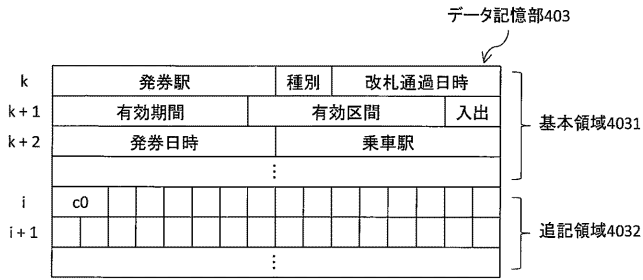 データ記憶部403
k 発券駅 種別 改札通過日時
k+1 有効期間 有効区間 入出
k+2 発券日時 乗車駅
⋮
基本領域4031
i c0
i+1
⋮
追記領域4032